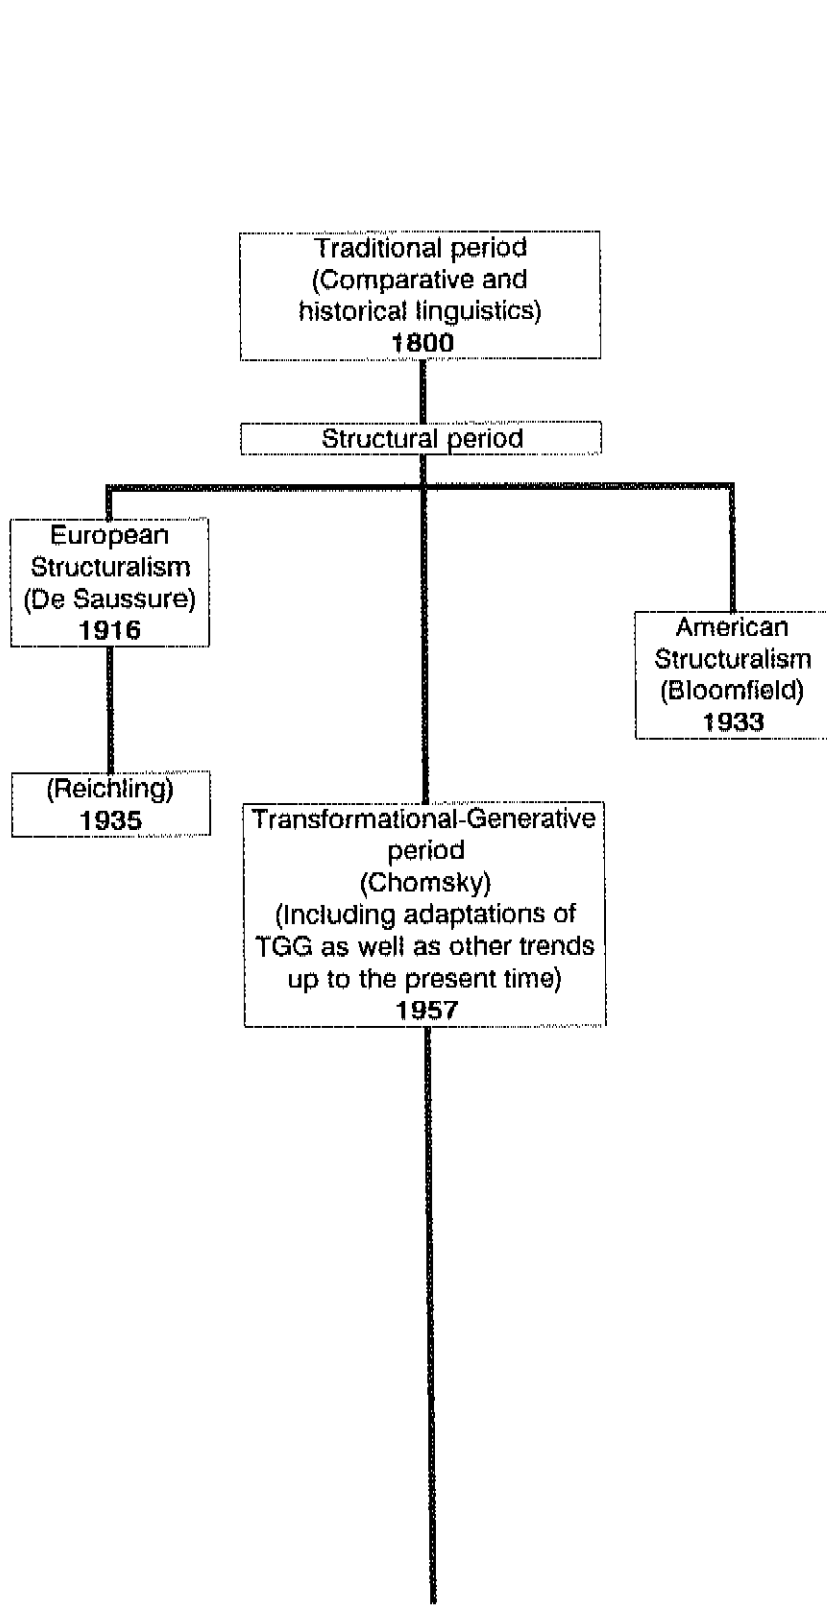 Traditional period
(Comparative and
historical linguistics)
1800
Structural period
European
Structuralism
(De Saussure)
1916
American
Structuralism
(Bloomfield)
1933
(Reichling)
1935
Transformational-Generative
period
(Chomsky)
(Including adaptations of
TGG as well as other trends
up to the present time)
1957